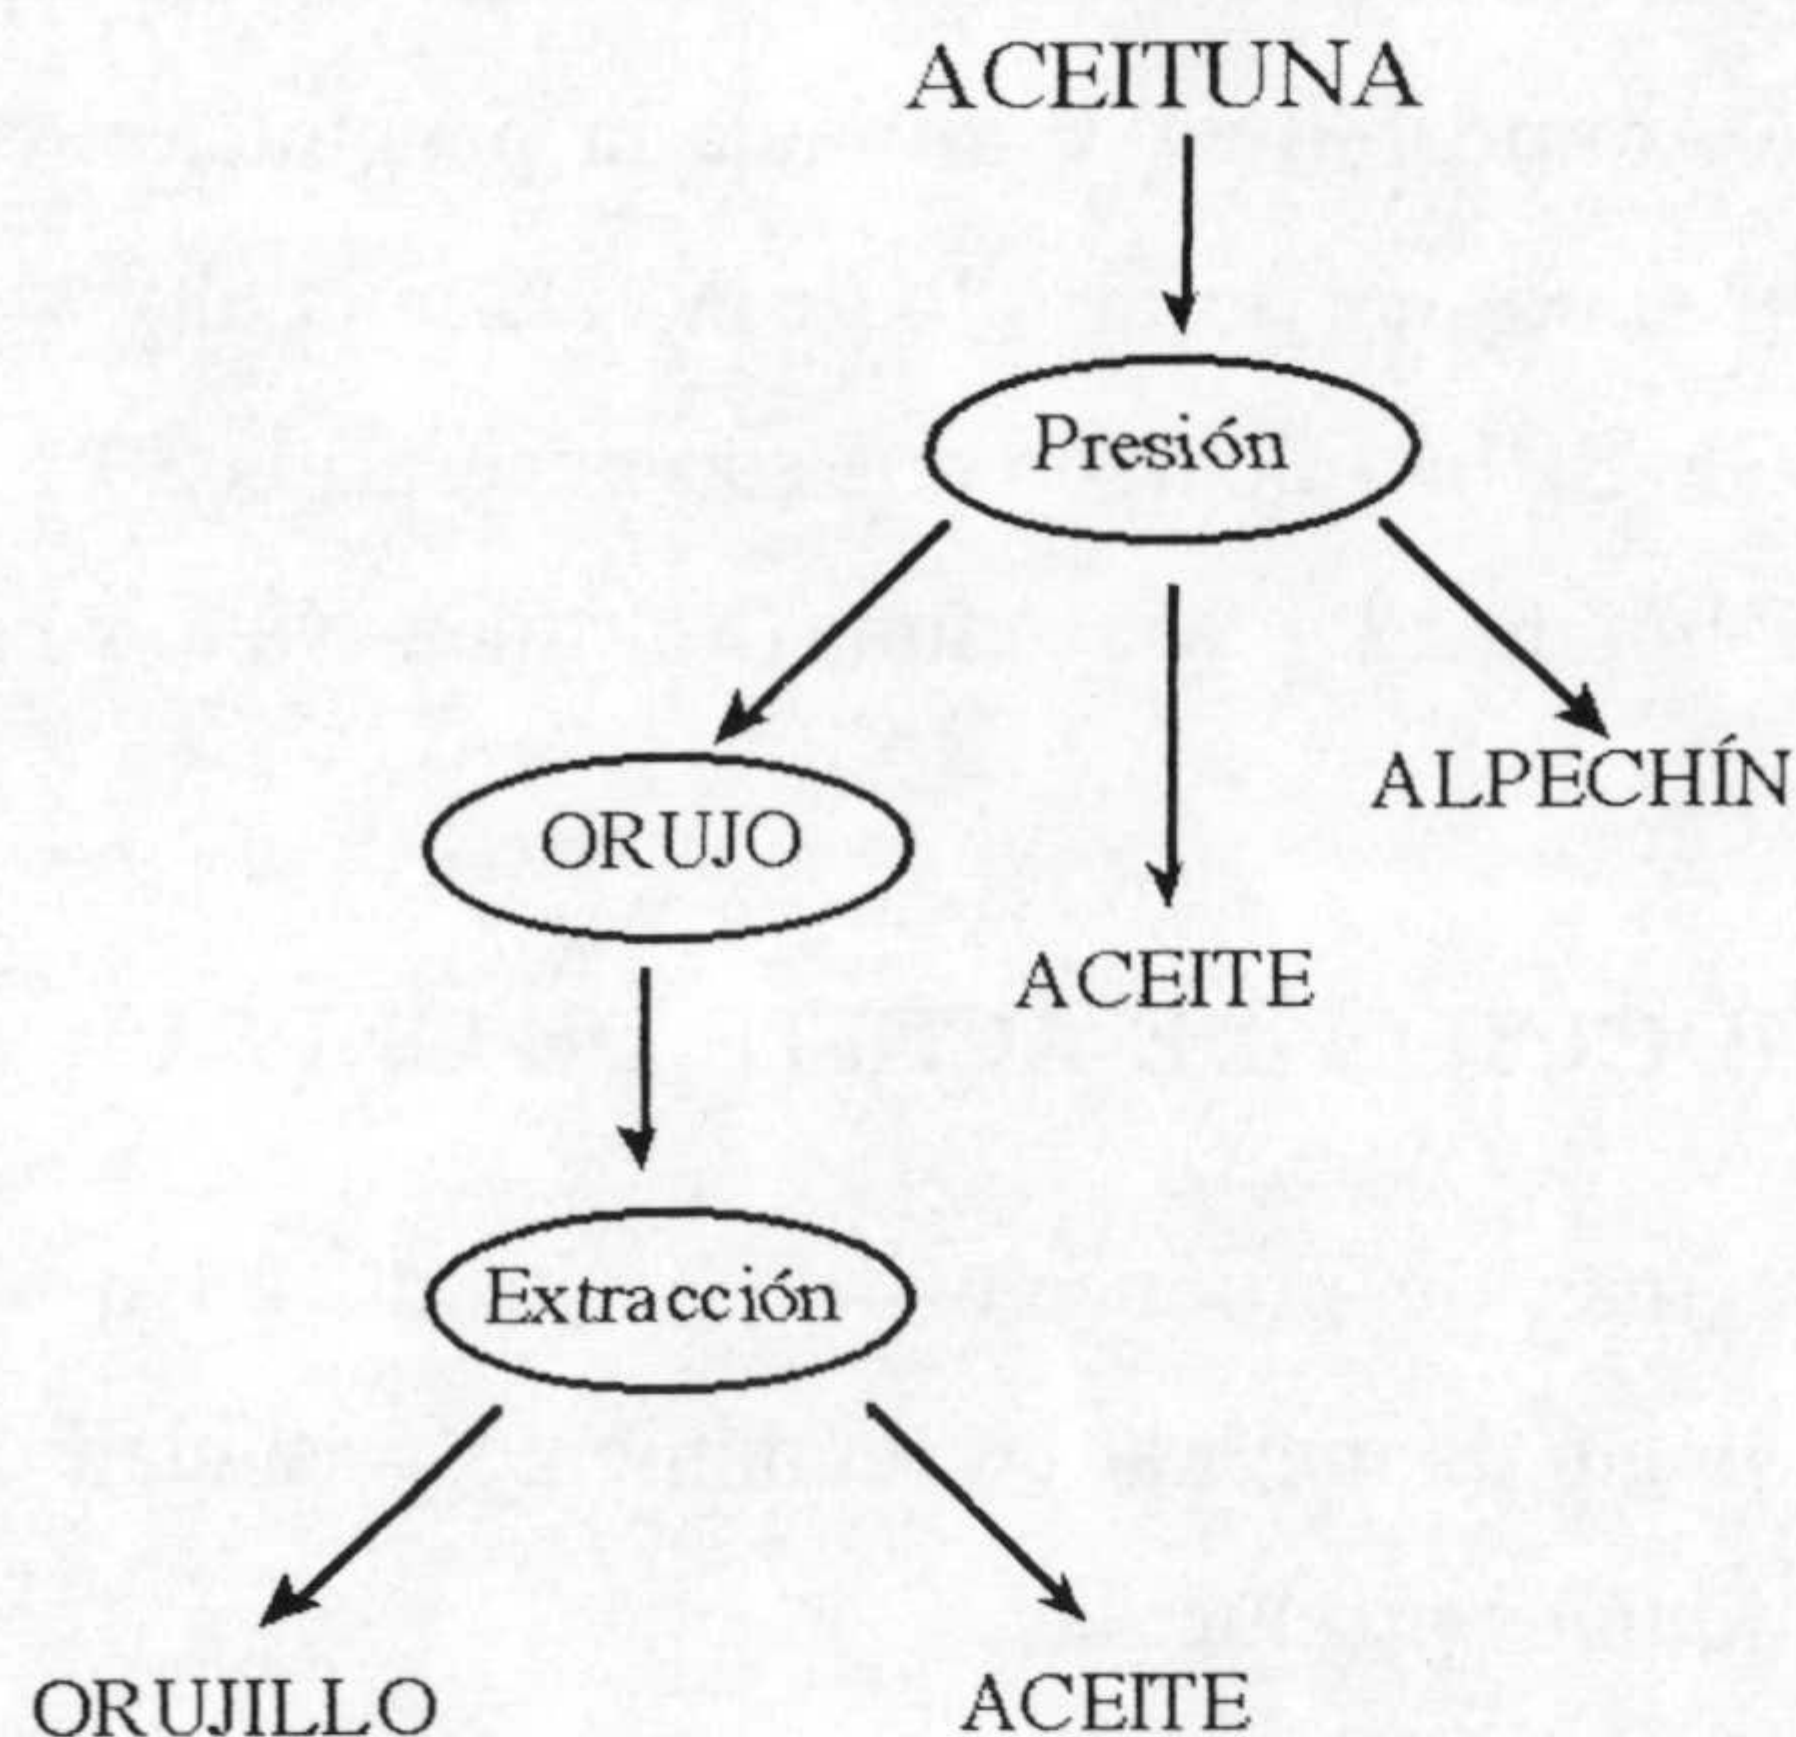 ACEITUNA
Presión
ALPECHÍN
ORUJO
ACEITE
Extracción
ORUJILLO
ACEITE